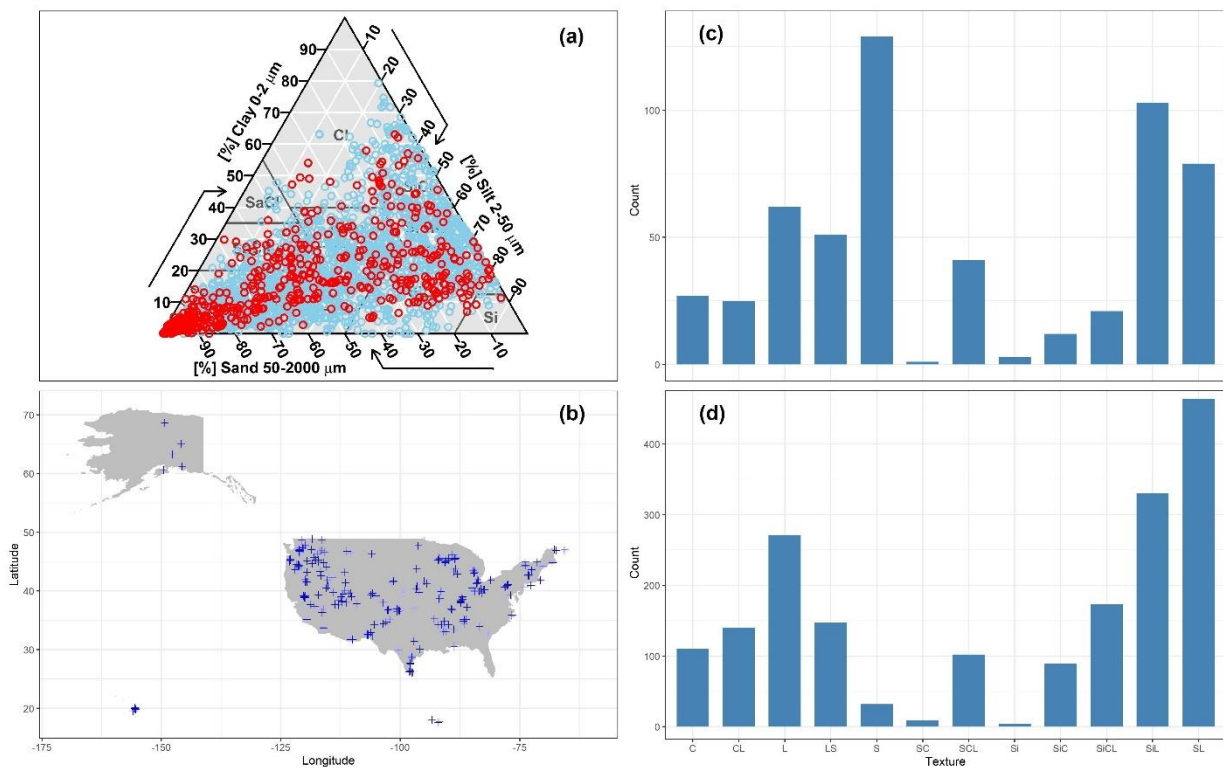 (a)
[%] Clay 0-2 μm
90
80
70
60
50
40
30
20
10
10
20
30
40
50
60
70
80
90
[%] Silt 2-50 μm
Cl
SaCl
Si
90
80
70
60
50
40
30
20
10
[%] Sand 50-2000 μm
(b)
Latitude
70
60
50
40
30
20
-175
-150
-125
-100
-75
Longitude
(c)
Count
100
50
0
(d)
Count
400
300
200
100
0
C CL L LS S SC SCL Si SiC SiCL SiL SL
Texture